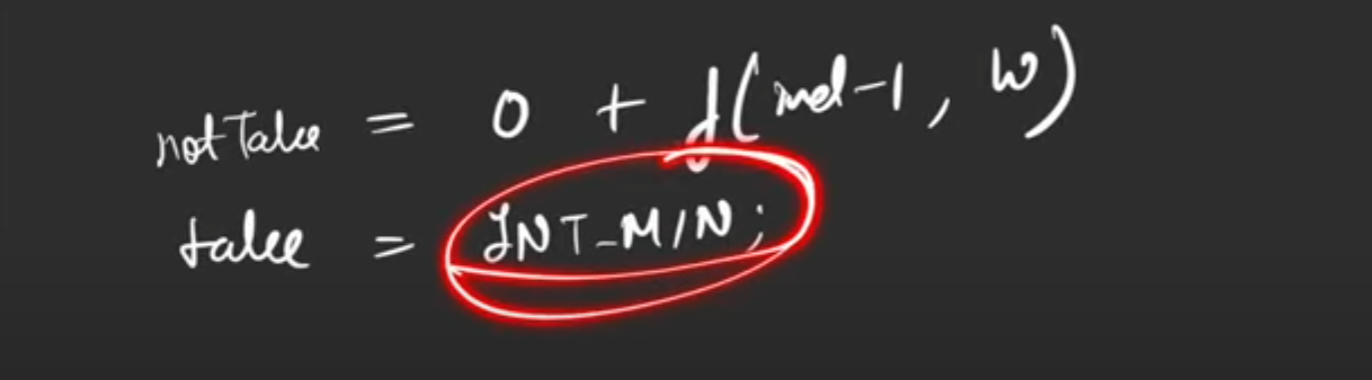 notTake = 0 + f(ind-1, W)
take = INT_MIN;